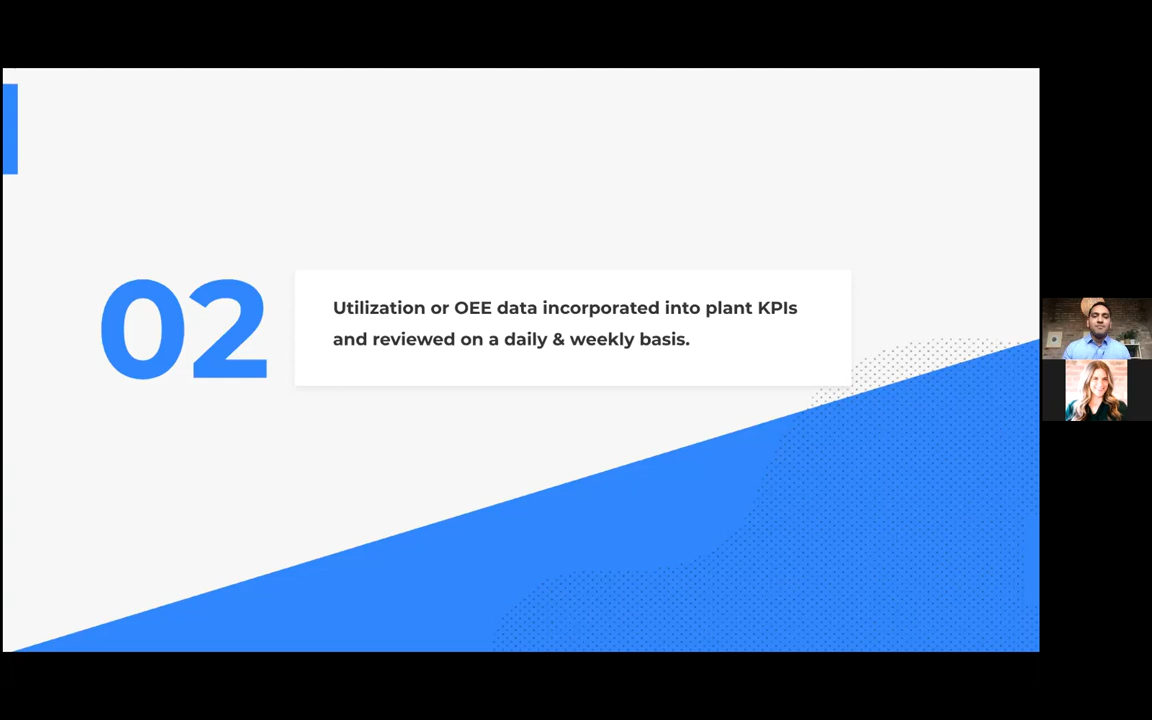 02
Utilization or OEE data incorporated into plant KPIs
and reviewed on a daily & weekly basis.